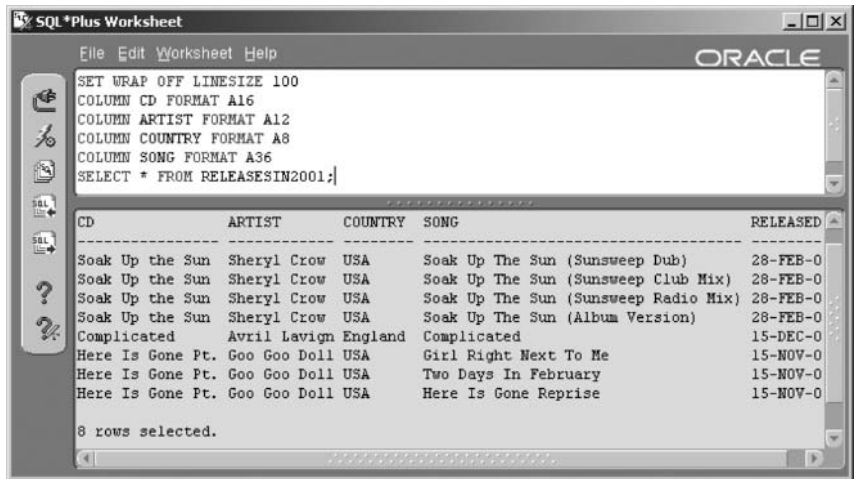 SQL*Plus Worksheet
File Edit Worksheet Help
ORACLE
SET WRAP OFF LINESIZE 100
COLUMN CD FORMAT A16
COLUMN ARTIST FORMAT A12
COLUMN COUNTRY FORMAT A8
COLUMN SONG FORMAT A36
SELECT * FROM RELEASESIN2001;
CD ARTIST COUNTRY SONG RELEASED
---------------- ------------ -------- ------------------------------------ --------
Soak Up the Sun Sheryl Crow USA Soak Up The Sun (Sunsweep Dub) 28-FEB-0
Soak Up the Sun Sheryl Crow USA Soak Up The Sun (Sunsweep Club Mix) 28-FEB-0
Soak Up the Sun Sheryl Crow USA Soak Up The Sun (Sunsweep Radio Mix) 28-FEB-0
Soak Up the Sun Sheryl Crow USA Soak Up The Sun (Album Version) 28-FEB-0
Complicated Avril Lavign England Complicated 15-DEC-0
Here Is Gone Pt. Goo Goo Doll USA Girl Right Next To Me 15-NOV-0
Here Is Gone Pt. Goo Goo Doll USA Two Days In February 15-NOV-0
Here Is Gone Pt. Goo Goo Doll USA Here Is Gone Reprise 15-NOV-0
8 rows selected.
SQL
SQL